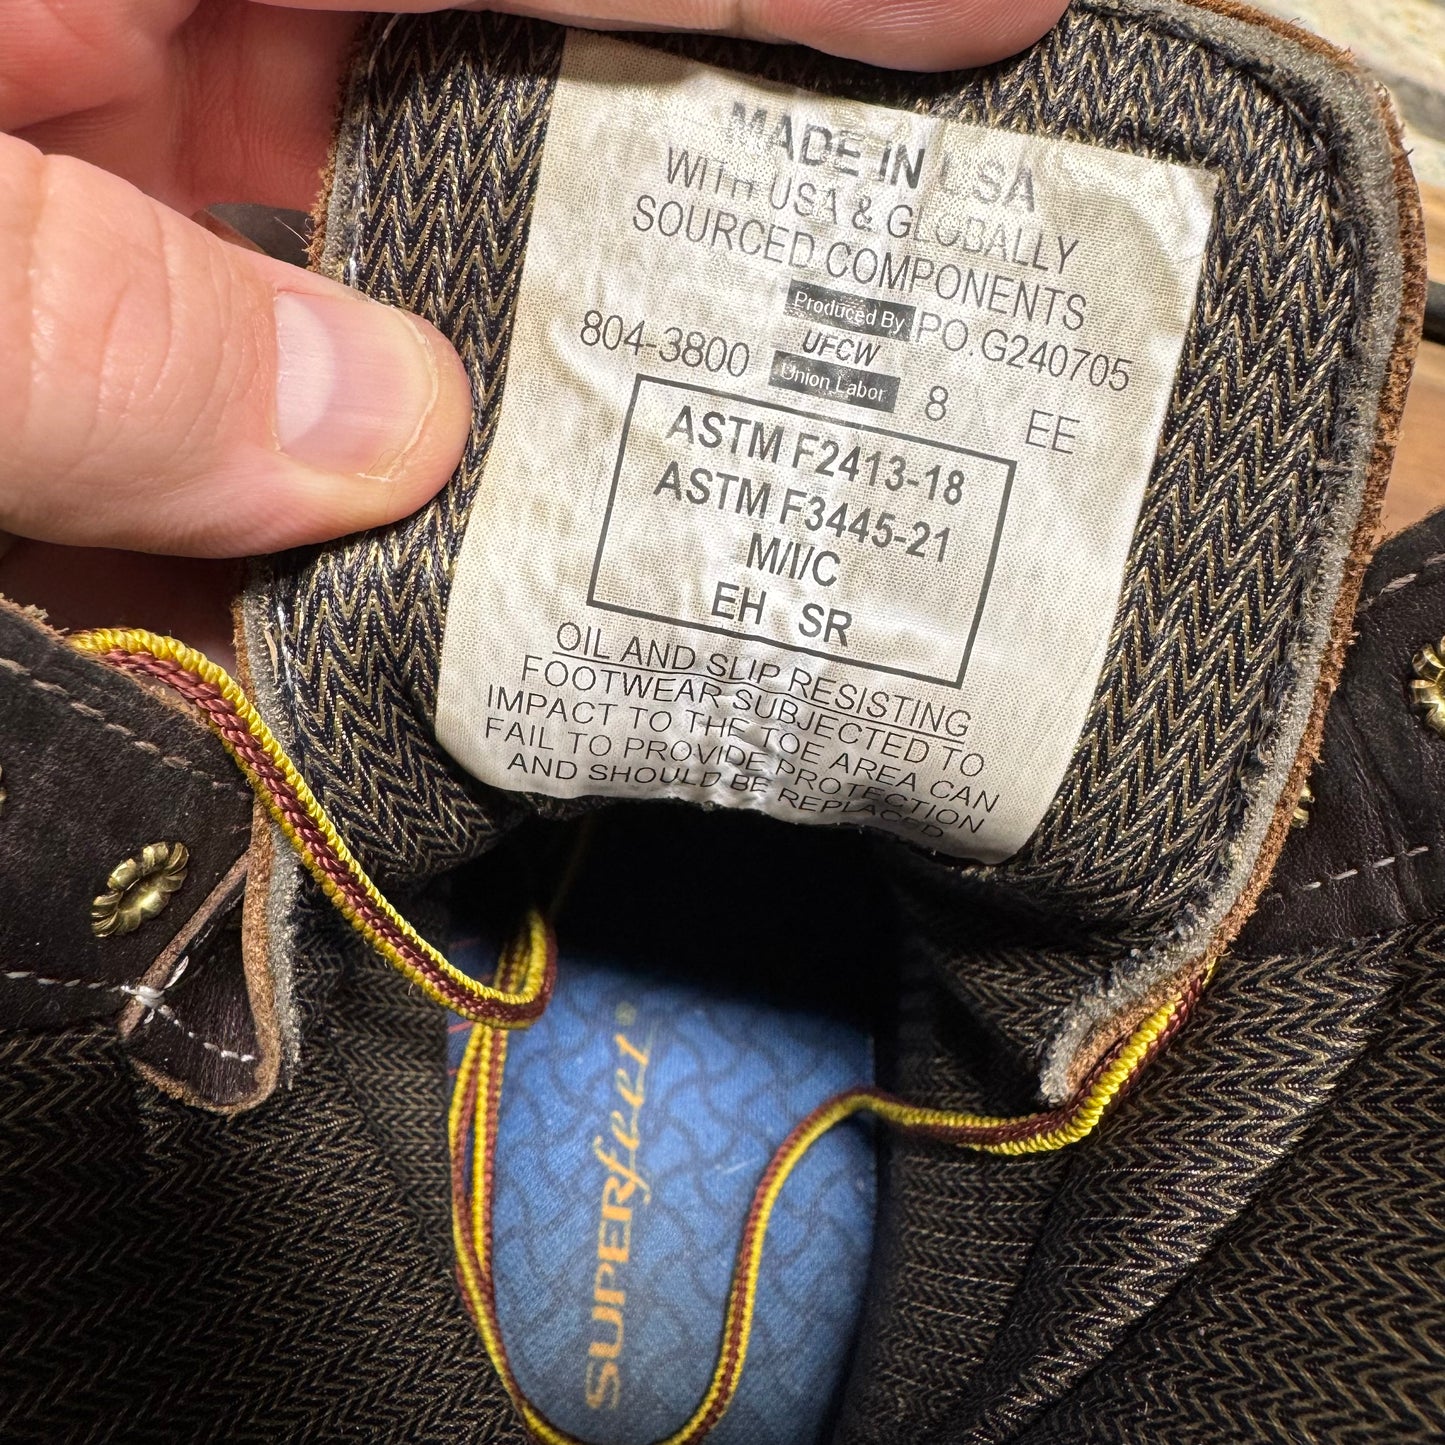 MADE IN USA
WITH USA & GLOBALLY
SOURCED COMPONENTS
Produced By
UFCW
Union Labor
804-3800
PO.G240705
8 EE
ASTM F2413-18
ASTM F3445-21
M/I/C
EH SR
OIL AND SLIP RESISTING
FOOTWEAR SUBJECTED TO
IMPACT TO THE TOE AREA CAN
FAIL TO PROVIDE PROTECTION
AND SHOULD BE REPLACED
SUPERfeet®